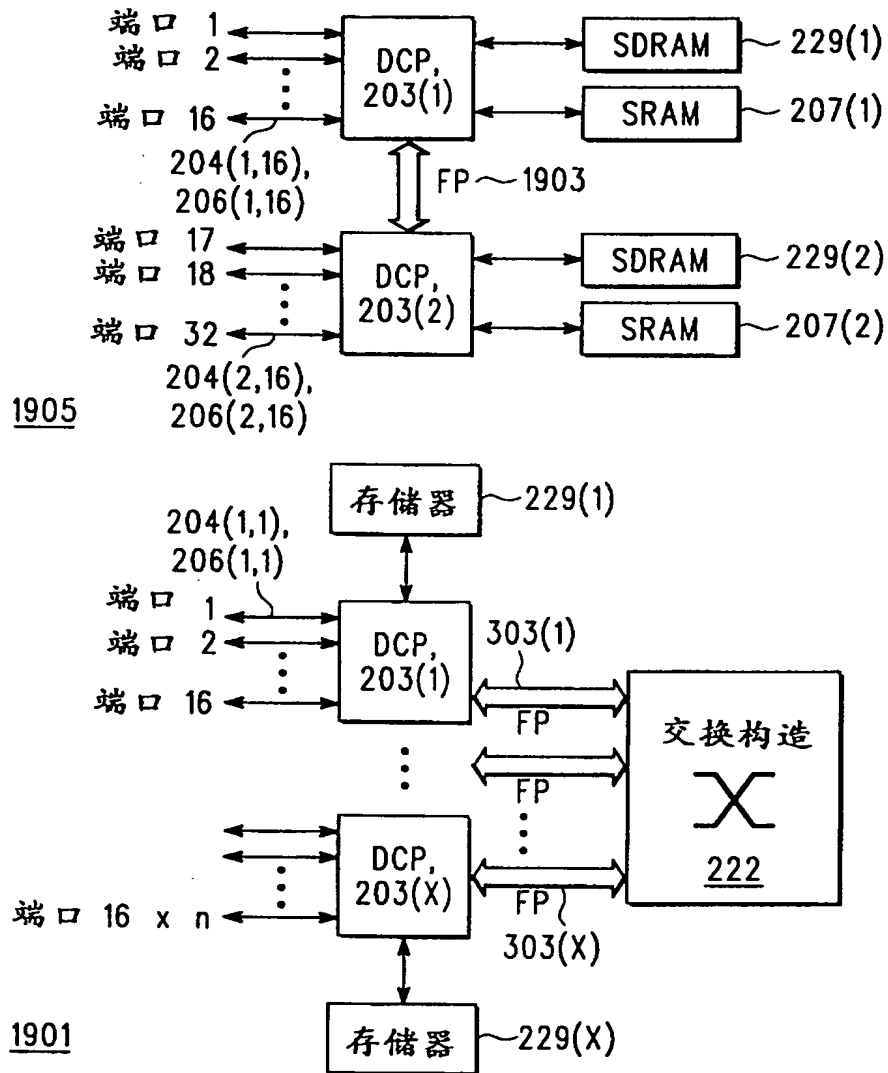 端口 1
端口 2
端口 16
204(1,16),
206(1,16)
DCP,
203(1)
SDRAM
229(1)
SRAM
207(1)
FP
1903
端口 17
端口 18
端口 32
204(2,16),
206(2,16)
DCP,
203(2)
SDRAM
229(2)
SRAM
207(2)
1905
存储器
229(1)
204(1,1),
206(1,1)
端口 1
端口 2
端口 16
DCP,
203(1)
303(1)
FP
FP
FP
303(X)
交换构造
222
端口 16 x n
DCP,
203(X)
存储器
229(X)
1901